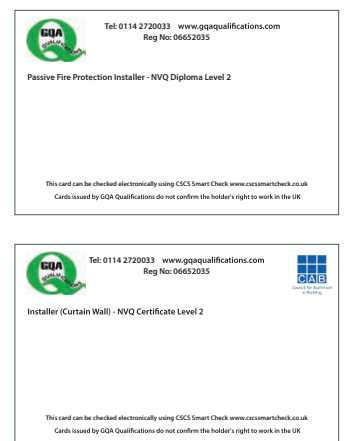 GQA
QUALIFICATIONS
Tel: 0114 2720033 www.gqaqualifications.com
Reg No: 06652035
Passive Fire Protection Installer - NVQ Diploma Level 2
This card can be checked electronically using CSCS Smart Check www.cscssmartcheck.co.uk
Cards issued by GQA Qualifications do not confirm the holder's right to work in the UK
GQA
QUALIFICATIONS
Tel: 0114 2720033 www.gqaqualifications.com
Reg No: 06652035
CAB
Council for Aluminium
in Building
Installer (Curtain Wall) - NVQ Certificate Level 2
This card can be checked electronically using CSCS Smart Check www.cscssmartcheck.co.uk
Cards issued by GQA Qualifications do not confirm the holder's right to work in the UK